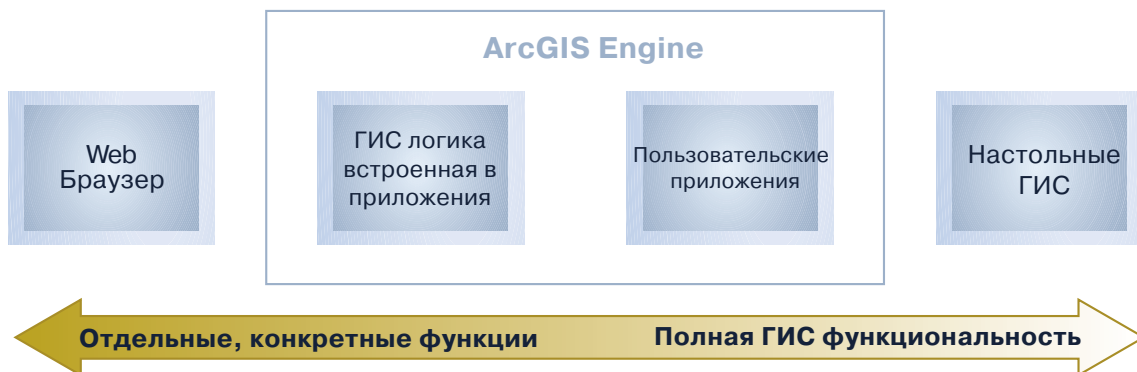 ArcGIS Engine
Web
Браузер
ГИС логика
встроенная в
приложения
Пользовательские
приложения
Настольные
ГИС
Отдельные, конкретные функции
Полная ГИС функциональность